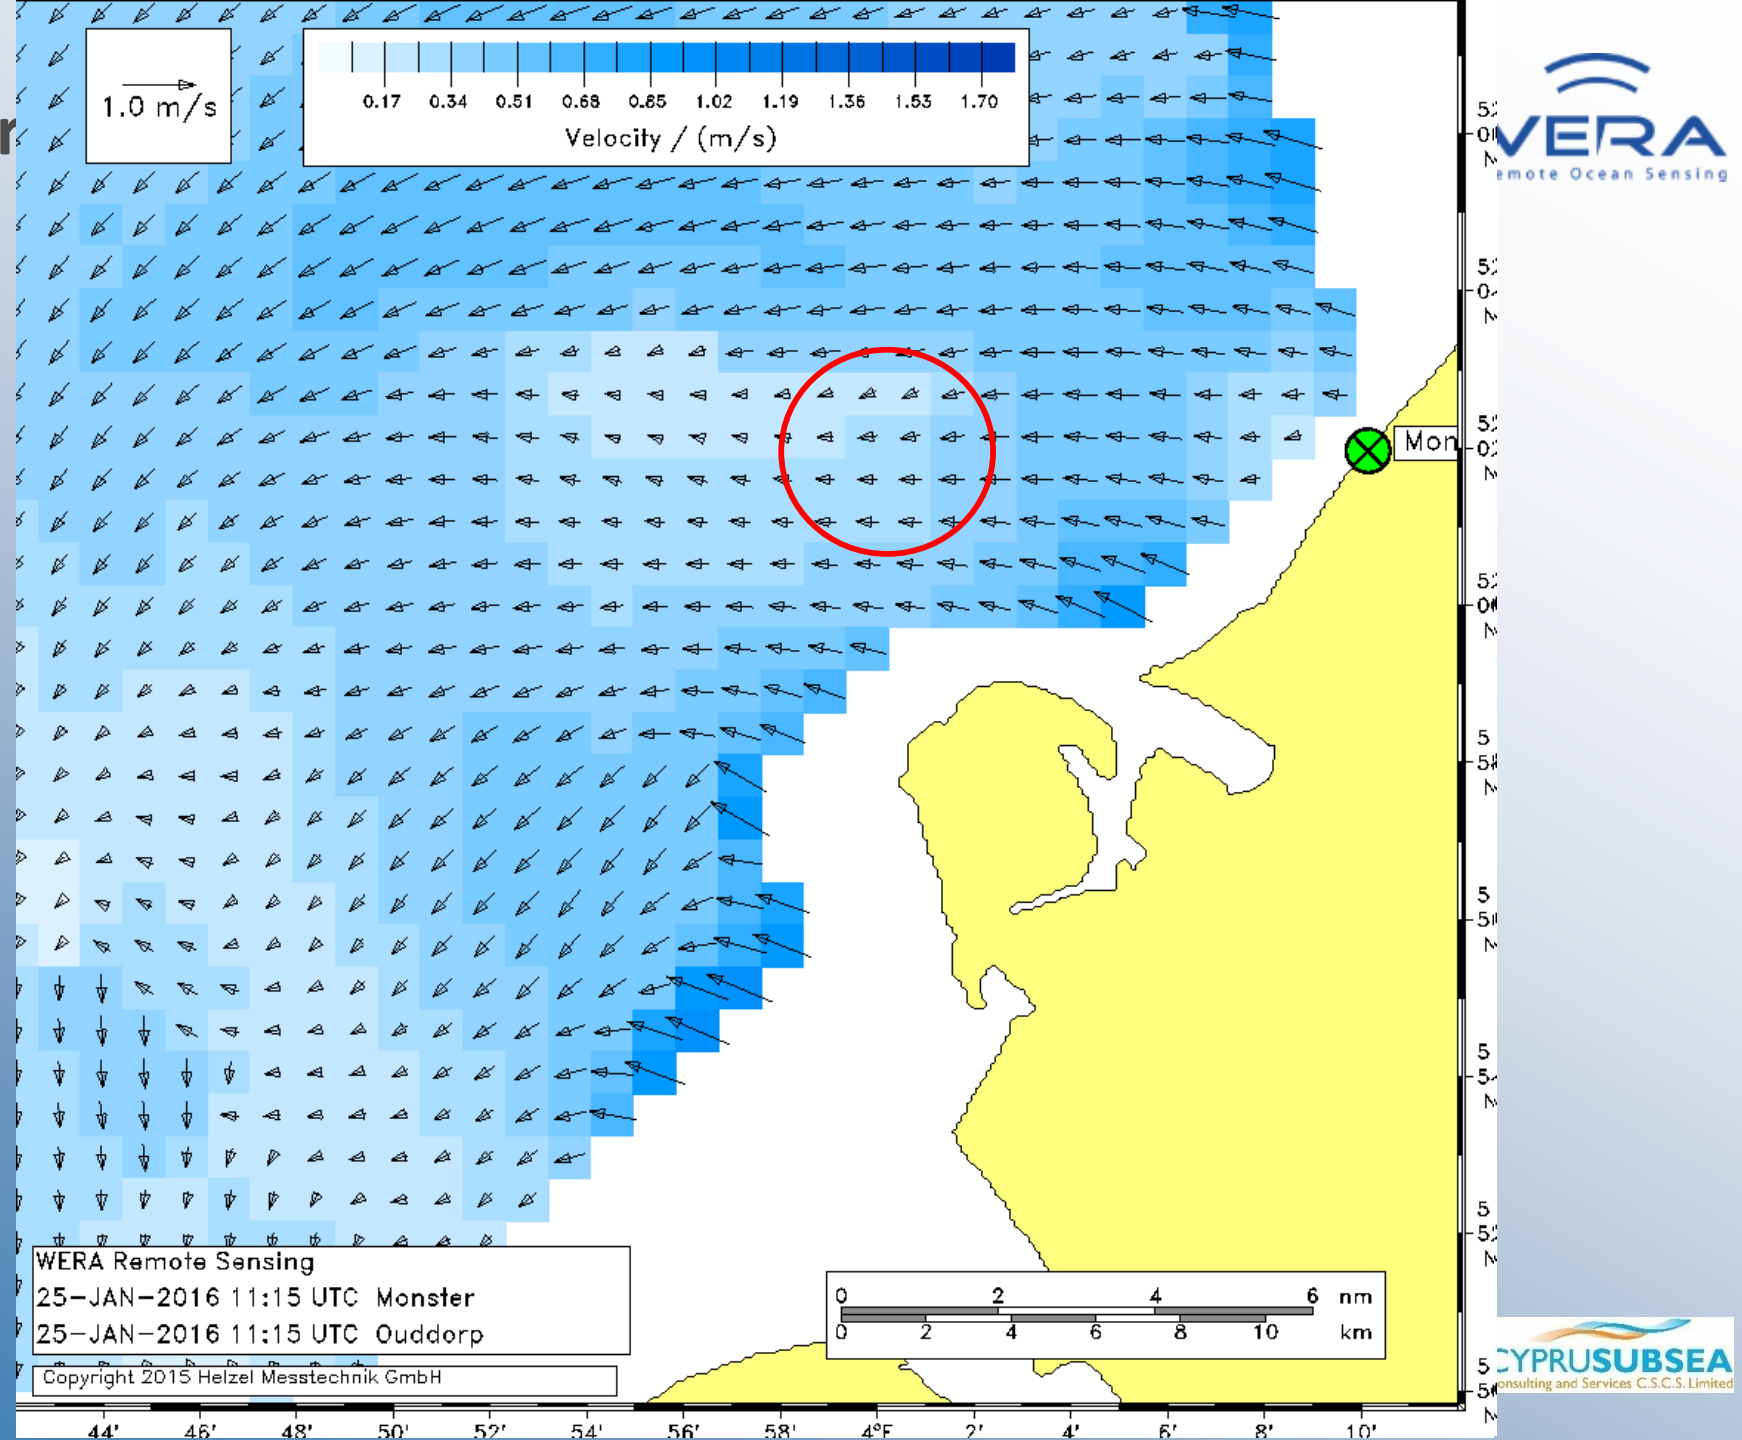 1.0 m/s
0.17 0.34 0.51 0.68 0.85 1.02 1.19 1.36 1.53 1.70
Velocity / (m/s)
VERA
emote Ocean Sensing
Mon
WERA Remote Sensing
25-JAN-2016 11:15 UTC Monster
25-JAN-2016 11:15 UTC Ouddorp
Copyright 2015 Helzel Messtechnik GmbH
0 2 4 6 nm
0 2 4 6 8 10 km
44' 46' 48' 50' 52' 54' 56' 58' 4°E 2' 4' 6' 8' 10'
CYPRUSUBSEA
onsulting and Services C.S.C.S. Limited